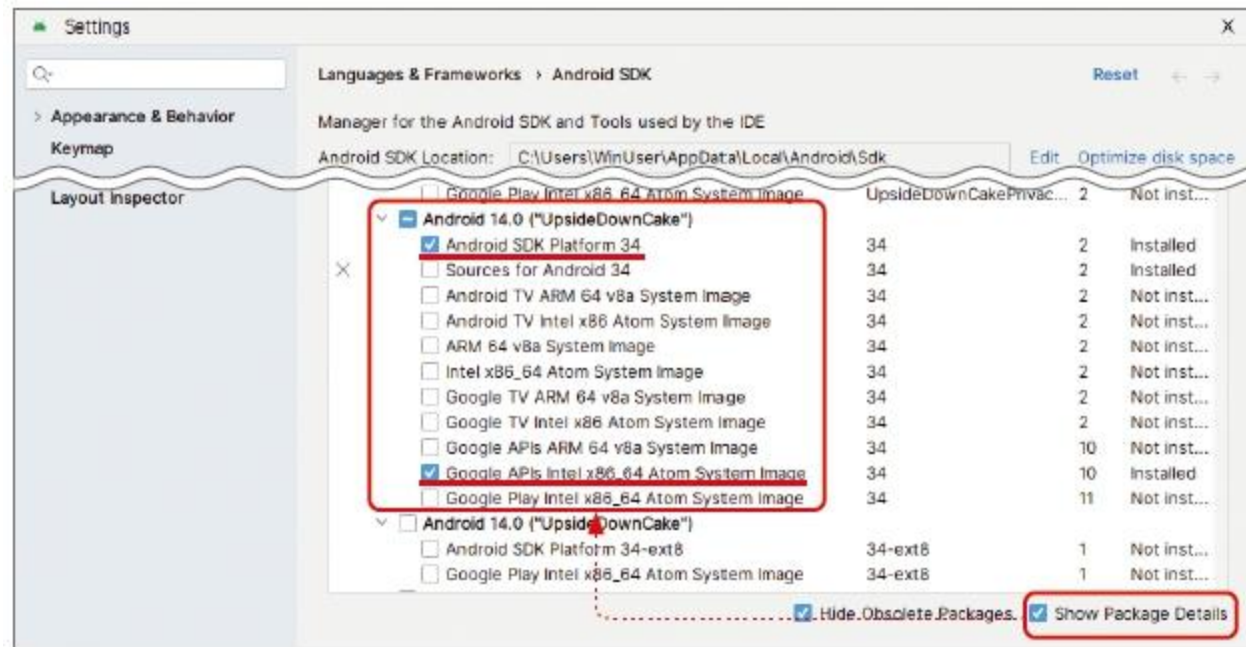 Settings
X
Languages & Frameworks › Android SDK
Reset
Appearance & Behavior
Manager for the Android SDK and Tools used by the IDE
Keymap
Android SDK Location: C:\Users\WinUser\AppData\Local\Android\Sdk Edit Optimize disk space
Layout Inspector
Google Play Intel x86_64 Atom System Image UpsideDownCakePrivac... 2 Not inst...
Android 14.0 ("UpsideDownCake")
Android SDK Platform 34 34 2 Installed
Sources for Android 34 34 2 Installed
Android TV ARM 64 v8a System Image 34 2 Not inst...
Android TV Intel x86 Atom System Image 34 2 Not inst...
ARM 64 v8a System Image 34 2 Not inst...
Intel x86_64 Atom System Image 34 2 Not inst...
Google TV ARM 64 v8a System Image 34 2 Not inst...
Google TV Intel x86 Atom System Image 34 2 Not inst...
Google APIs ARM 64 v8a System Image 34 10 Not inst...
Google APIs Intel x86_64 Atom System Image 34 10 Installed
Google Play Intel x86_64 Atom System Image 34 11 Not inst...
Android 14.0 ("UpsideDownCake")
Android SDK Platform 34-ext8 34-ext8 1 Not inst...
Google Play Intel x86_64 Atom System Image 34-ext8 1 Not inst...
Hide Obsolete Packages Show Package Details